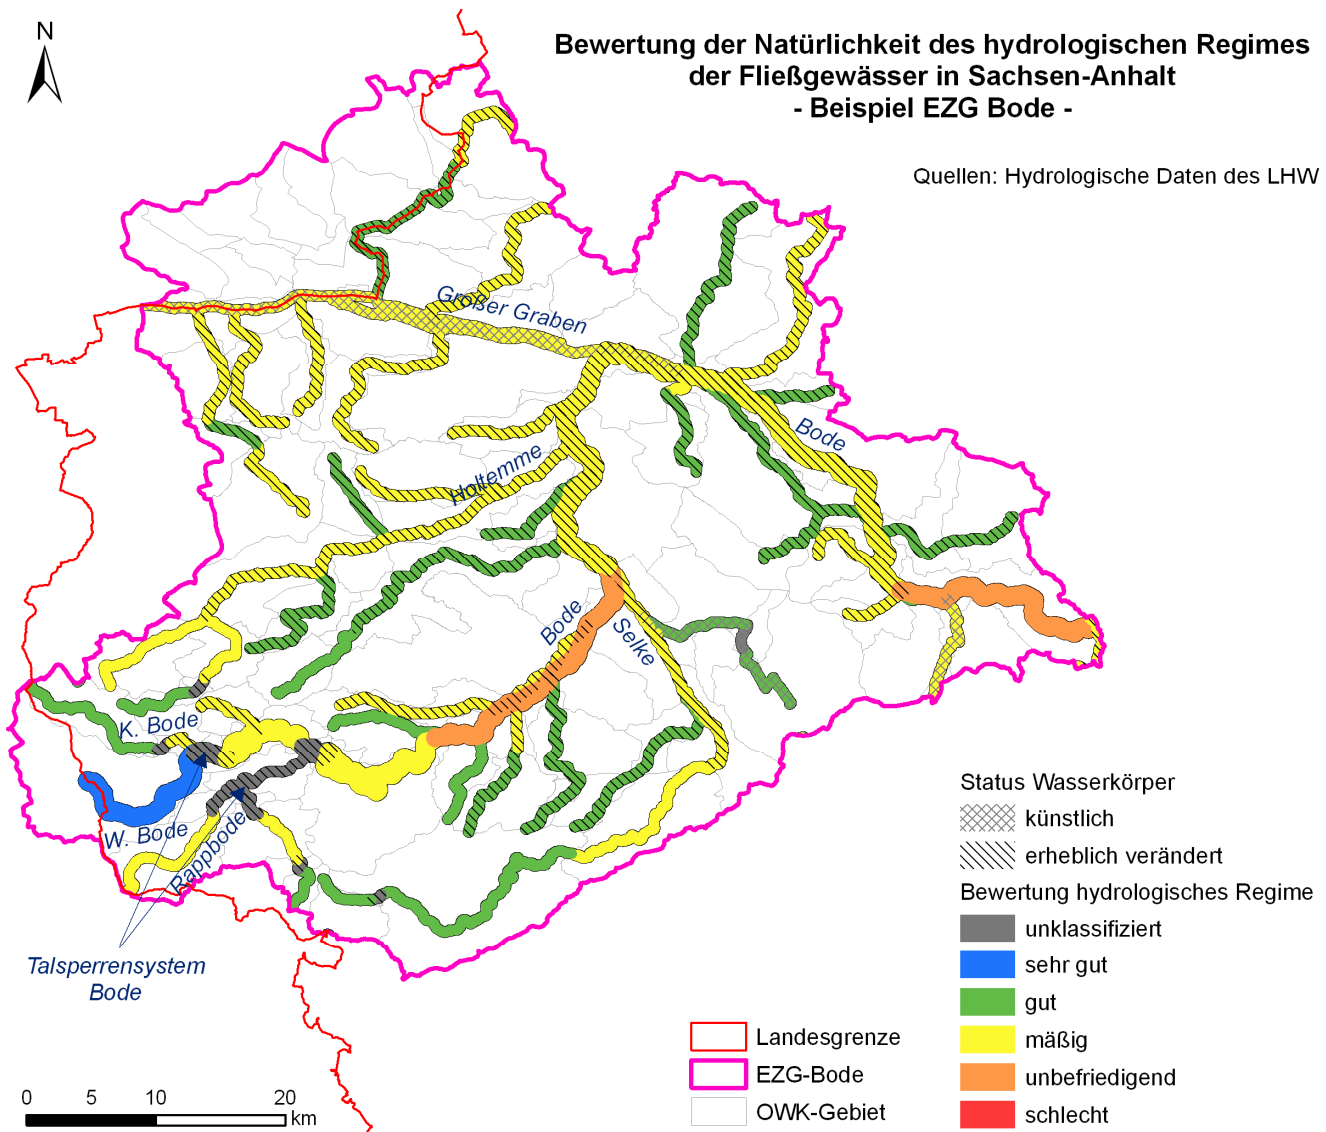 N
Bewertung der Natürlichkeit des hydrologischen Regimes
der Fließgewässer in Sachsen-Anhalt
- Beispiel EZG Bode -
Quellen: Hydrologische Daten des LHW
Großer Graben
Bode
Holtemme
Bode
Selke
K. Bode
W. Bode
Rappbode
Talsperrensystem
Bode
Status Wasserkörper
künstlich
erheblich verändert
Bewertung hydrologisches Regime
unklassifiziert
sehr gut
gut
mäßig
unbefriedigend
schlecht
Landesgrenze
EZG-Bode
OWK-Gebiet
0 5 10 20
km